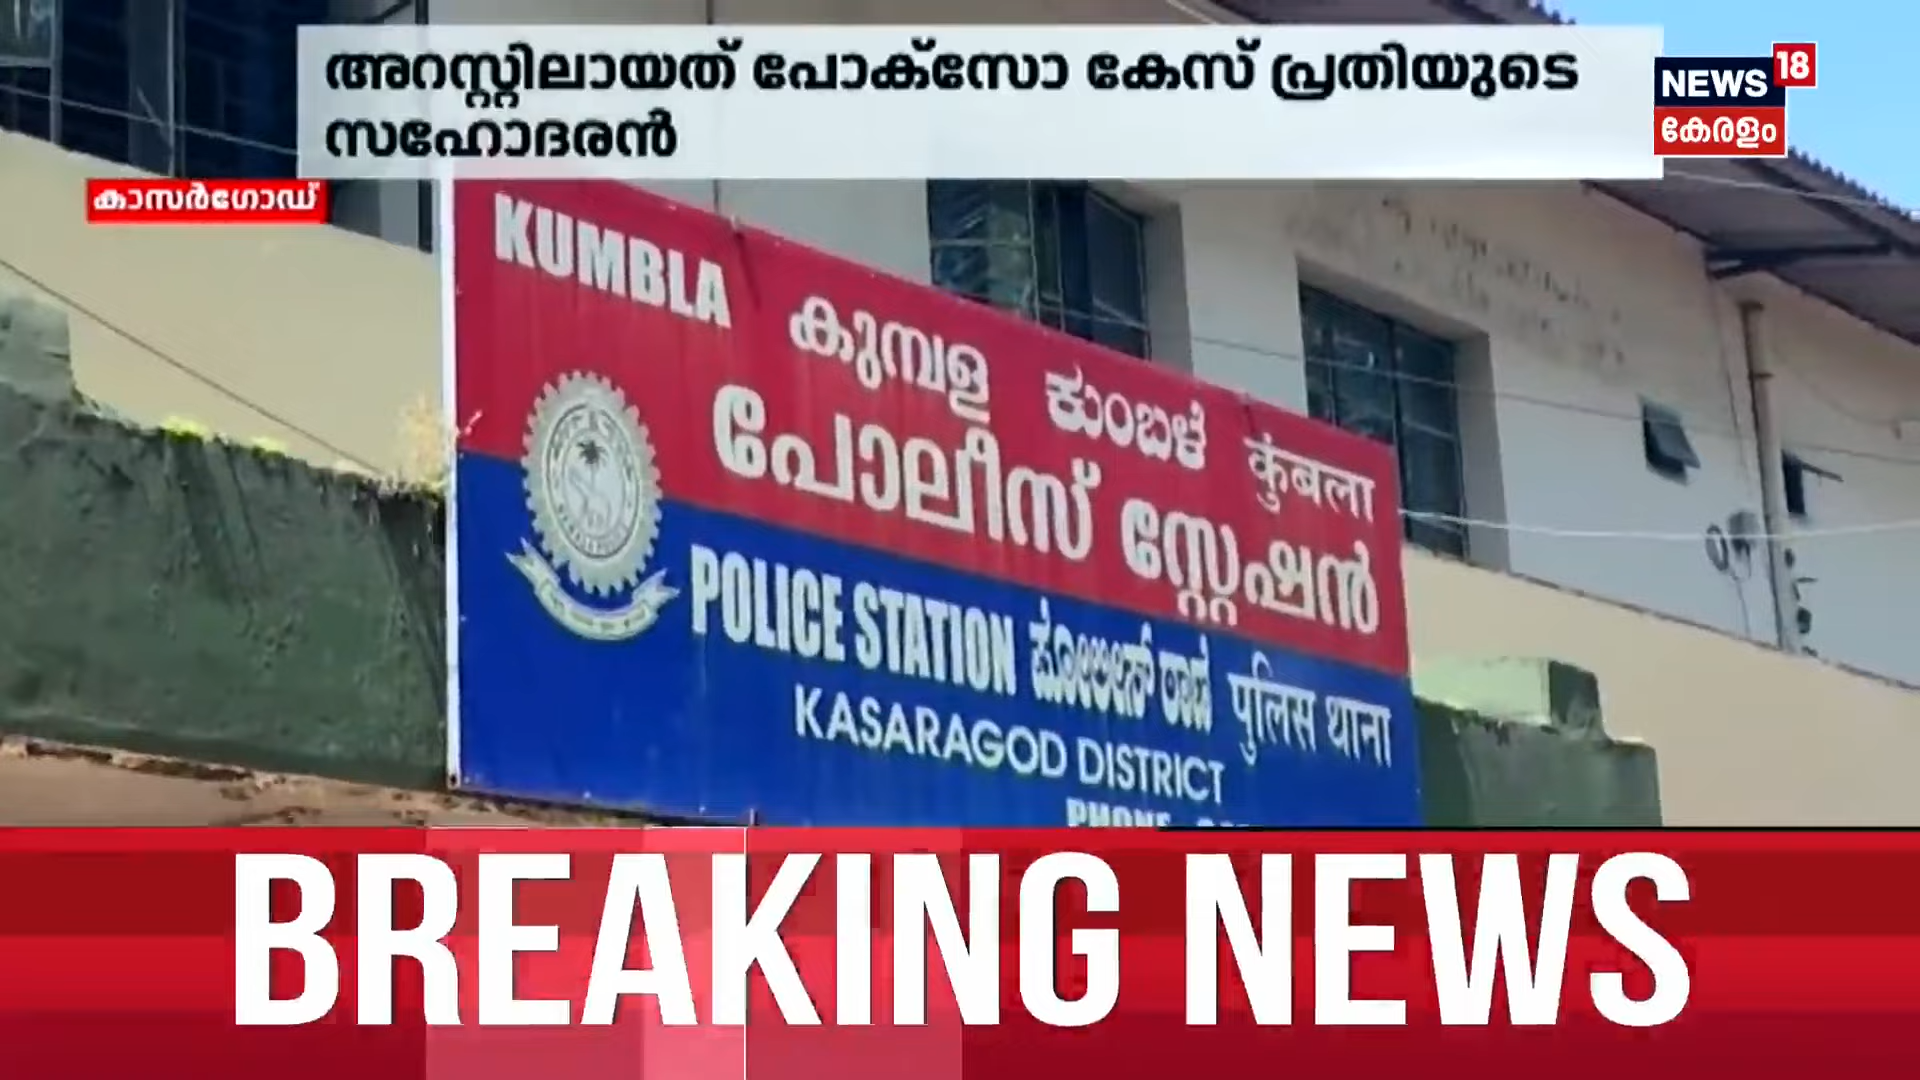 അറസ്റ്റിലായത് പോക്സോ കേസ് പ്രതിയുടെ
സഹോദരൻ
NEWS 18
കേരളം
കാസർഗോഡ്
KUMBLA കുമ്പള ಕುಂಬಳೆ कुंबला
പോലീസ് സ്റ്റേഷൻ
POLICE STATION ಪೋಲೀಸ್ ಠಾಣೆ पुलिस थाना
KASARAGOD DISTRICT
PHONE
BREAKING NEWS